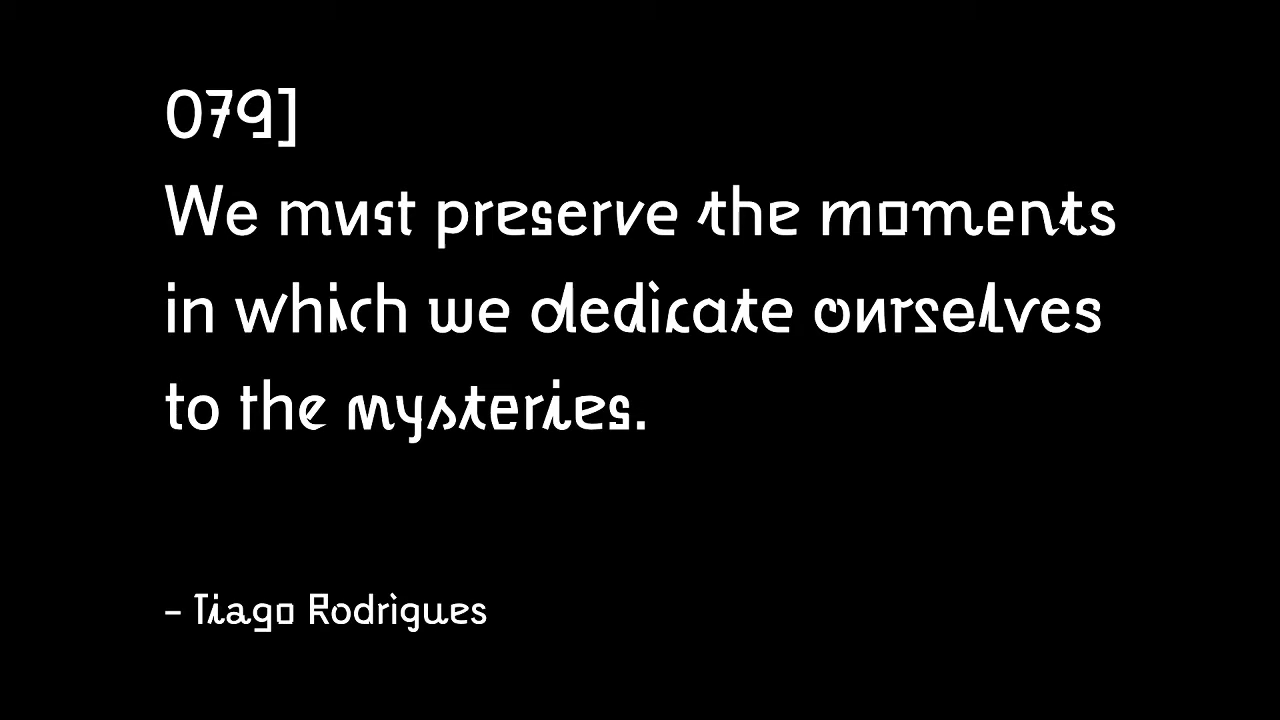 079]
We must preserve the moments
in which we dedicate ourselves
to the mysteries.
– Tiago Rodrigues